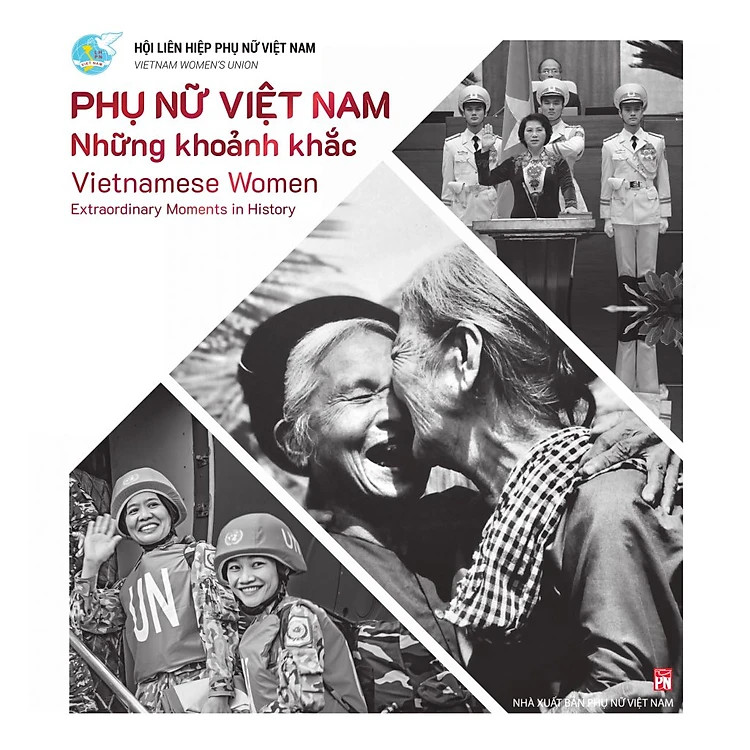 HỘI LIÊN HIỆP PHỤ NỮ VIỆT NAM
VIETNAM WOMEN'S UNION
PHỤ NỮ VIỆT NAM
Những khoảnh khắc
Vietnamese Women
Extraordinary Moments in History
UN
UN
PN
NHÀ XUẤT BẢN PHỤ NỮ VIỆT NAM